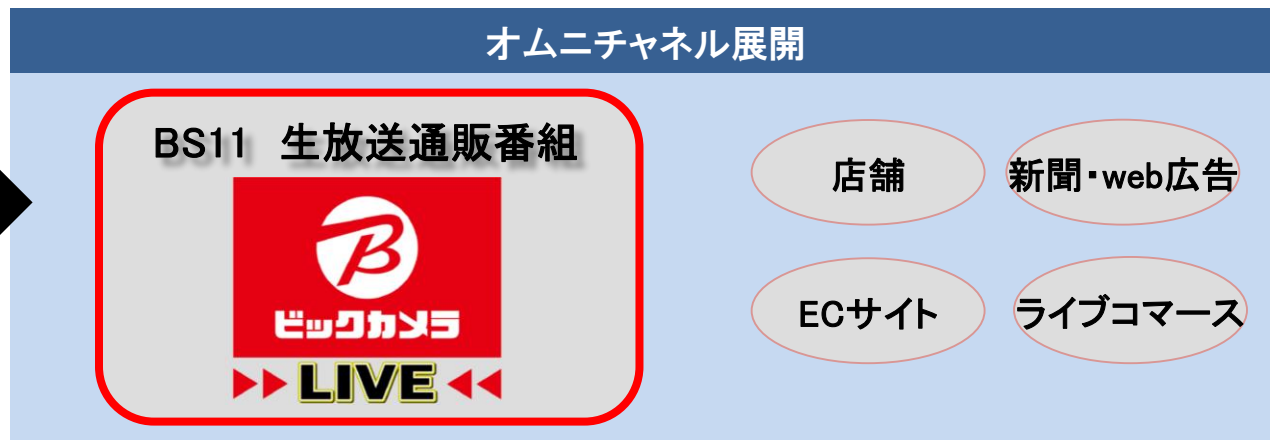 オムニチャネル展開
BS11　生放送通販番組
B
ビックカメラ
LIVE
店舗
新聞・web広告
ECサイト
ライブコマース